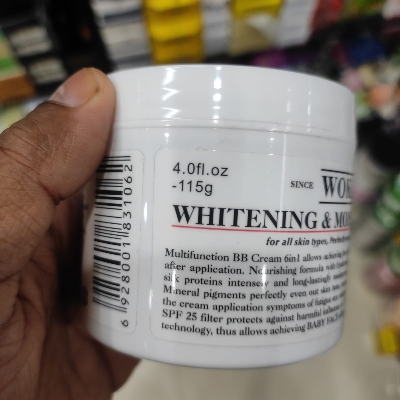 4.0fl.oz
-115g
SINCE
WHITENING &
for all skin types,
Multifunction BB Cream 6in1 allows achieving
after application. Nourishing formula with
silk proteins intensely and long-lastingly
Mineral pigments perfectly even out skin
the cream application symptoms of fatigue
SPF 25 filter protects against harmful
technology, thus allows achieving BABY FACE
6 928001 831062